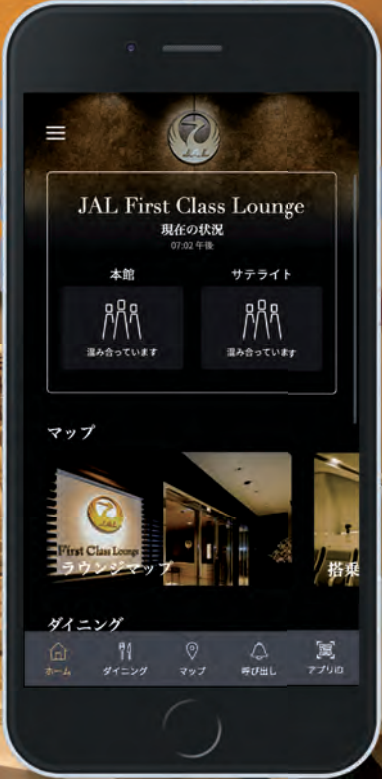 JAL First Class Lounge
現在の状況
07:02 午後
本館
サテライト
混み合っています
混み合っています
マップ
First Class Lounge
ラウンジマップ
搭乗
ダイニング
ホーム
ダイニング
マップ
呼び出し
アプリID